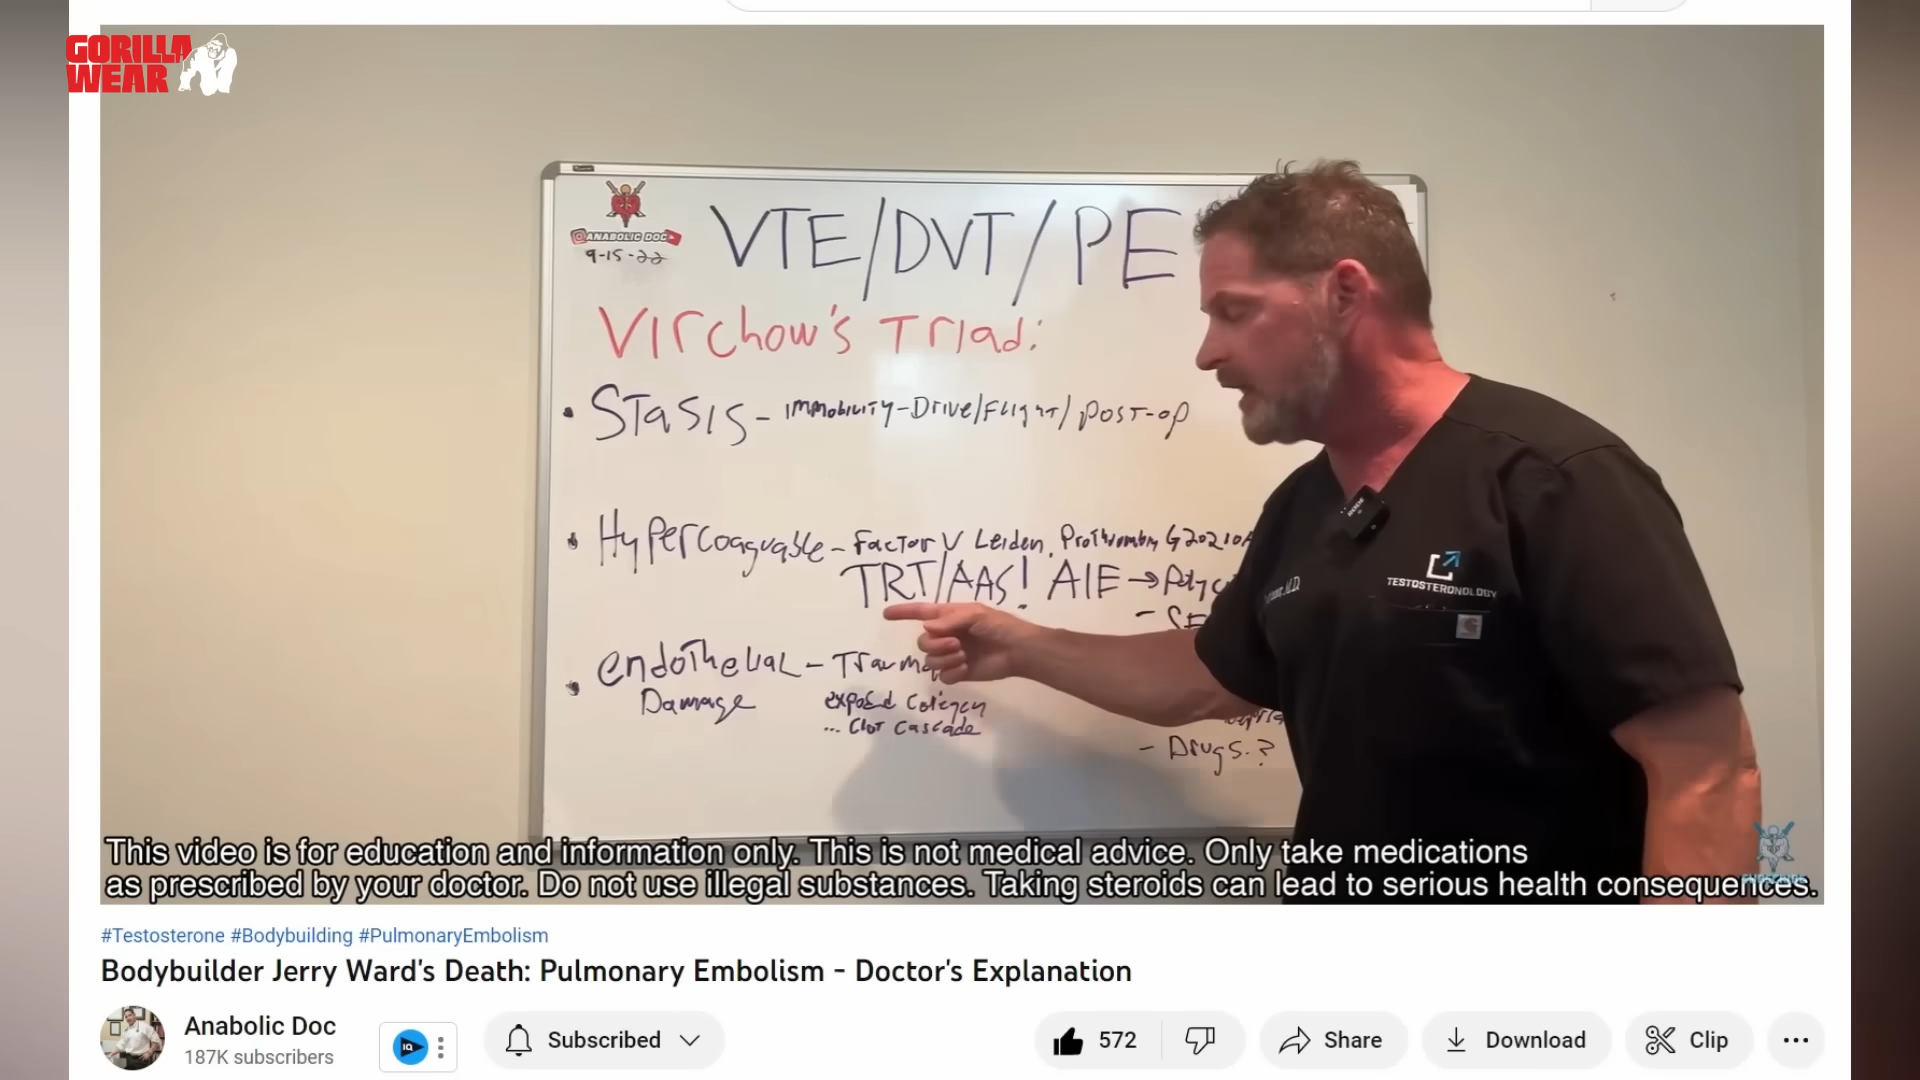 GORILLA
WEAR
ANABOLIC DOC
9-15-22
VTE/DVT/PE
Virchow's Triad:
• Stasis - Immobility-Drive/Flight/post-op
• Hypercoaguable - Factor V Leiden, Prothrombin G20210A
TRT/AAS! AIE →
• endothelial - Trauma
Damage
exposed
... Clot Cascade
- Drugs.?
M.D.
TESTOSTERONOLOGY
This video is for education and information only. This is not medical advice. Only take medications
as prescribed by your doctor. Do not use illegal substances. Taking steroids can lead to serious health consequences.
#Testosterone #Bodybuilding #PulmonaryEmbolism
Bodybuilder Jerry Ward's Death: Pulmonary Embolism - Doctor's Explanation
Anabolic Doc
187K subscribers
IQ
Subscribed
572
Share
Download
Clip